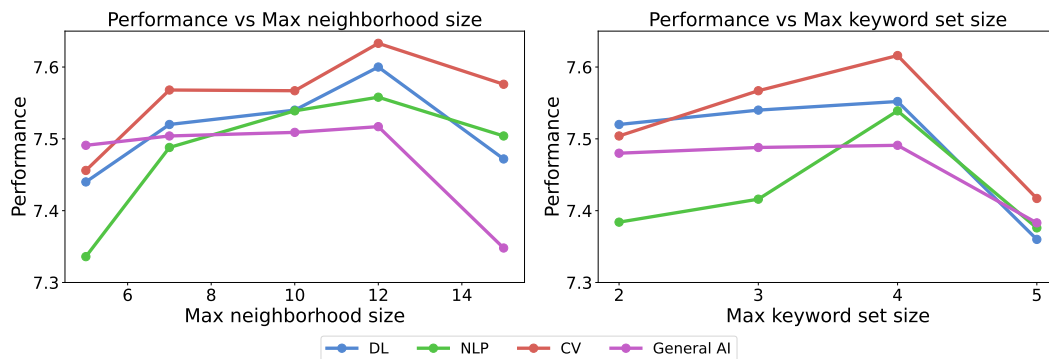 Performance vs Max neighborhood size
Performance
7.6
7.5
7.4
7.3
6 8 10 12 14
Max neighborhood size
Performance vs Max keyword set size
Performance
7.6
7.5
7.4
7.3
2 3 4 5
Max keyword set size
DL NLP CV General AI